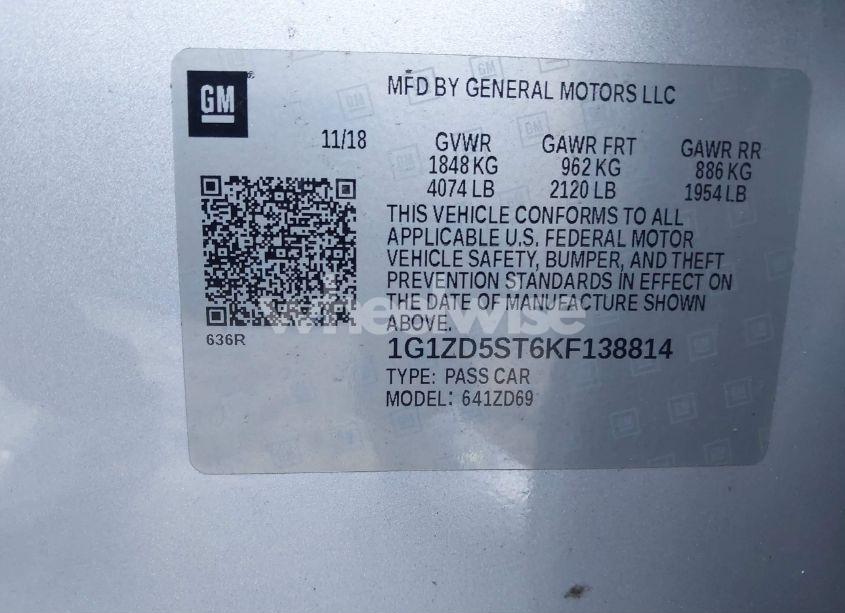 GM
MFD BY GENERAL MOTORS LLC
11/18 GVWR GAWR FRT GAWR RR
1848 KG 962 KG 886 KG
4074 LB 2120 LB 1954 LB
THIS VEHICLE CONFORMS TO ALL
APPLICABLE U.S. FEDERAL MOTOR
VEHICLE SAFETY, BUMPER, AND THEFT
PREVENTION STANDARDS IN EFFECT ON
THE DATE OF MANUFACTURE SHOWN
ABOVE.
wheelwise
636R
1G1ZD5ST6KF138814
TYPE: PASS CAR
MODEL: 641ZD69